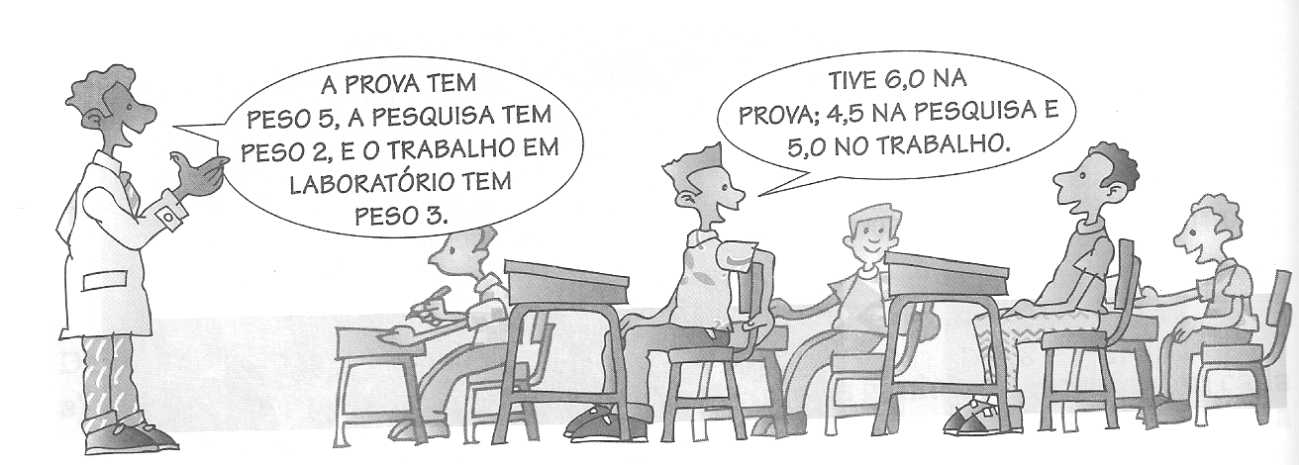 A PROVA TEM
PESO 5, A PESQUISA TEM
PESO 2, E O TRABALHO EM
LABORATÓRIO TEM
PESO 3.
TIVE 6,0 NA
PROVA; 4,5 NA PESQUISA E
5,0 NO TRABALHO.